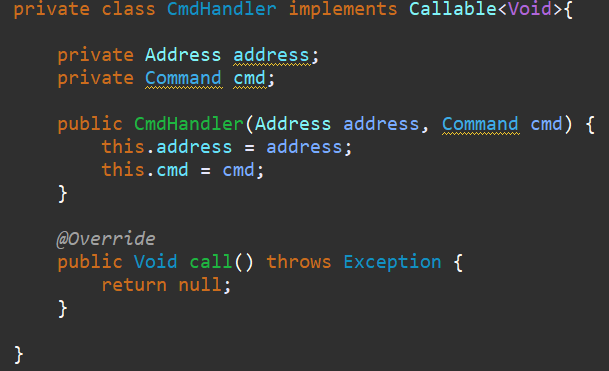 private class CmdHandler implements Callable<Void>{
private Address address;
private Command cmd;
public CmdHandler(Address address, Command cmd) {
this.address = address;
this.cmd = cmd;
}
@Override
public Void call() throws Exception {
return null;
}
}